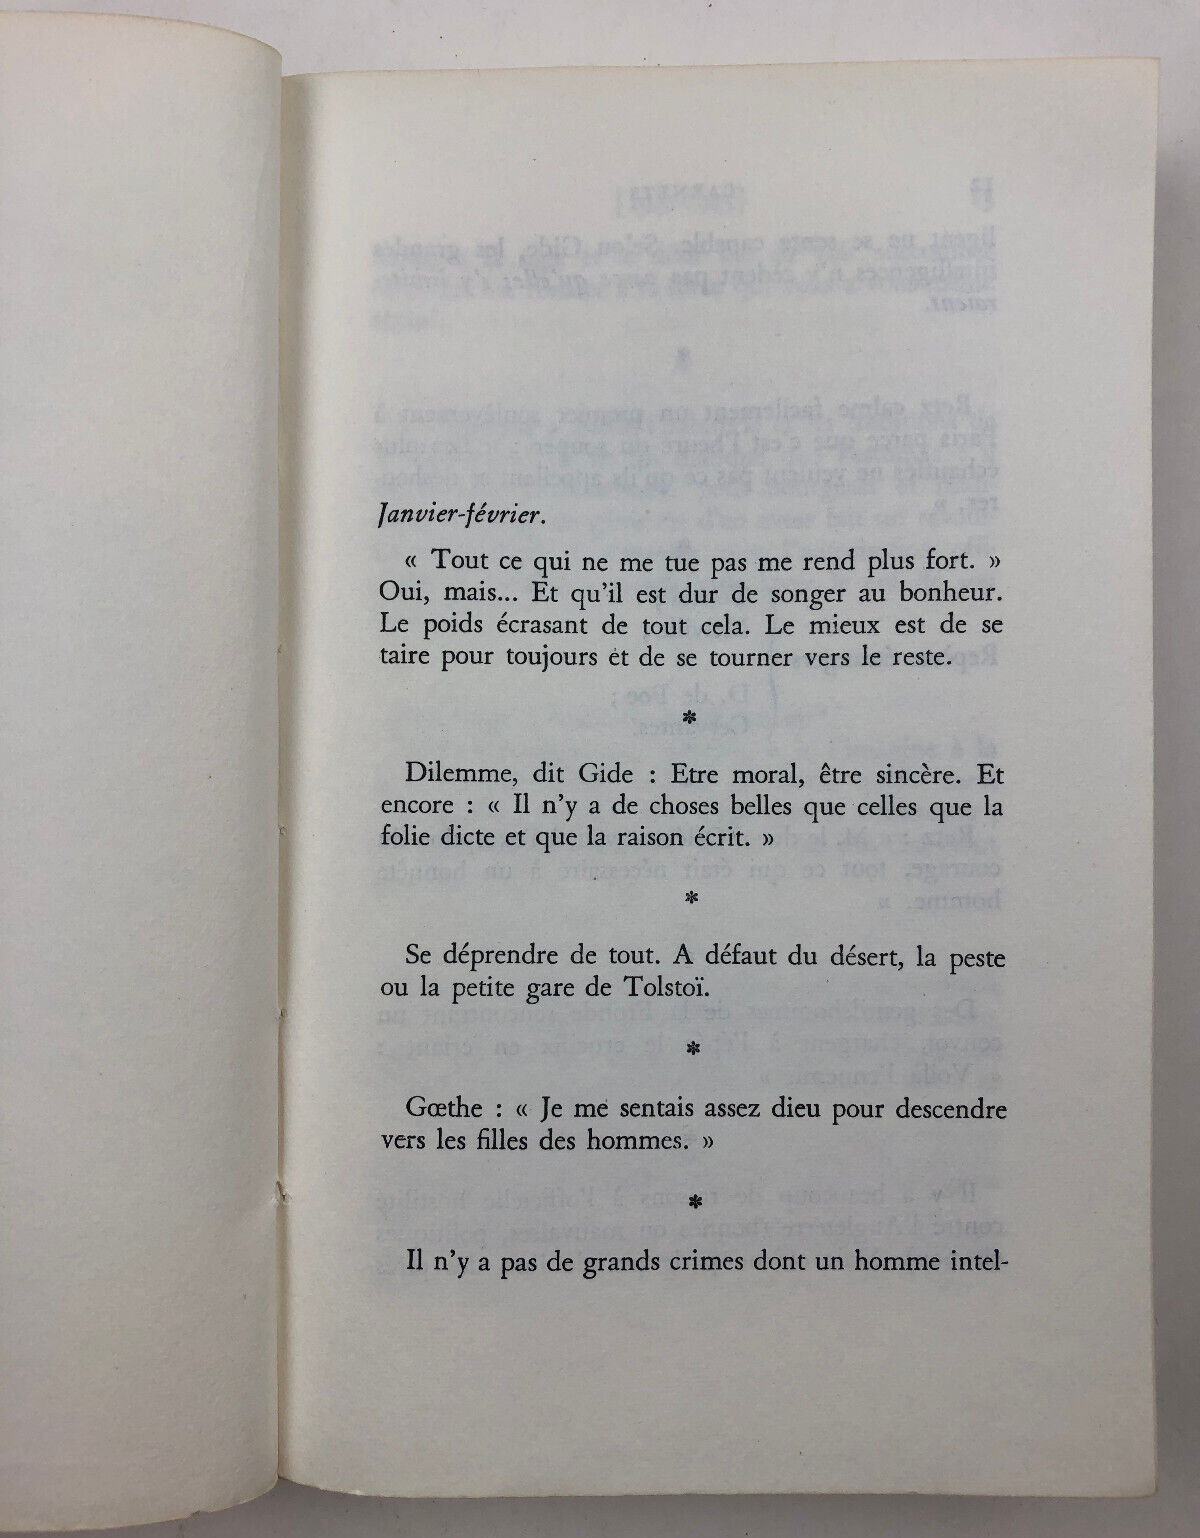 Janvier-février.
« Tout ce qui ne me tue pas me rend plus fort. »
Oui, mais... Et qu'il est dur de songer au bonheur.
Le poids écrasant de tout cela. Le mieux est de se
taire pour toujours et de se tourner vers le reste.
*
Dilemme, dit Gide : Etre moral, être sincère. Et
encore : « Il n'y a de choses belles que celles que la
folie dicte et que la raison écrit. »
*
Se déprendre de tout. A défaut du désert, la peste
ou la petite gare de Tolstoï.
*
Gœthe : « Je me sentais assez dieu pour descendre
vers les filles des hommes. »
*
Il n'y a pas de grands crimes dont un homme intel-